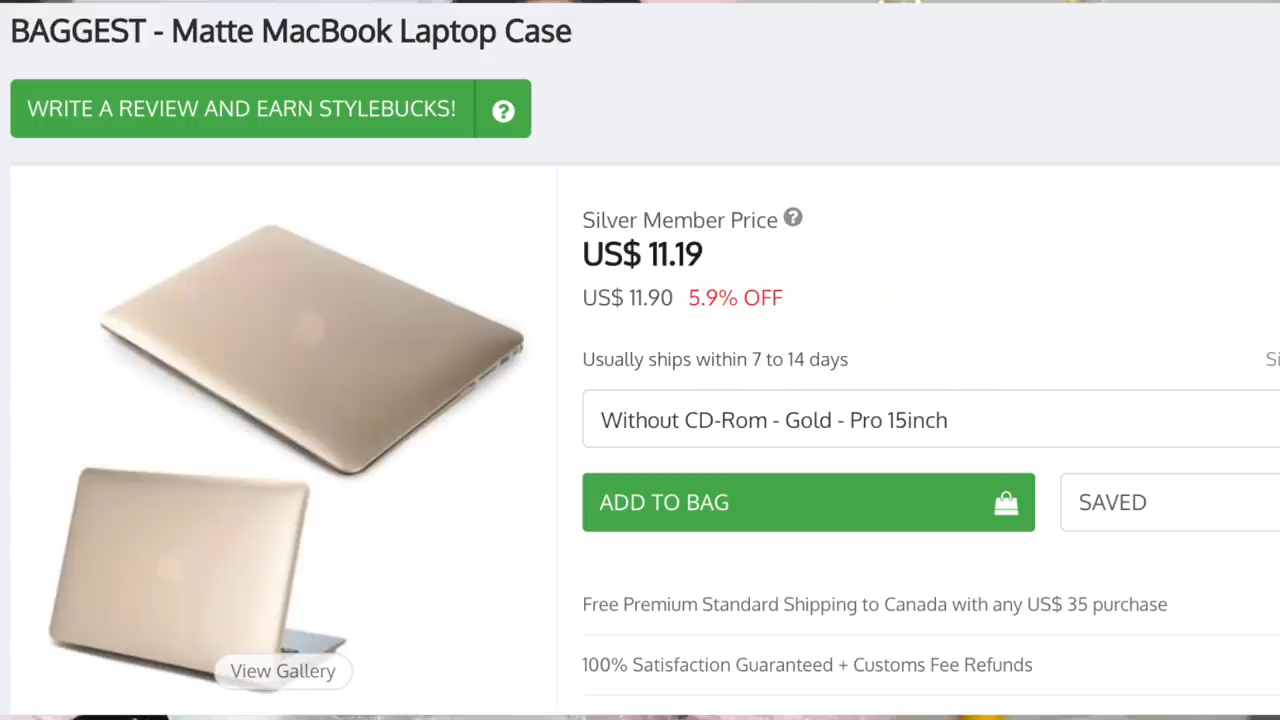 BAGGEST - Matte MacBook Laptop Case
WRITE A REVIEW AND EARN STYLEBUCKS!
Silver Member Price
US$ 11.19
US$ 11.90 5.9% OFF
Usually ships within 7 to 14 days
Without CD-Rom - Gold - Pro 15inch
ADD TO BAG
SAVED
Free Premium Standard Shipping to Canada with any US$ 35 purchase
100% Satisfaction Guaranteed + Customs Fee Refunds
View Gallery